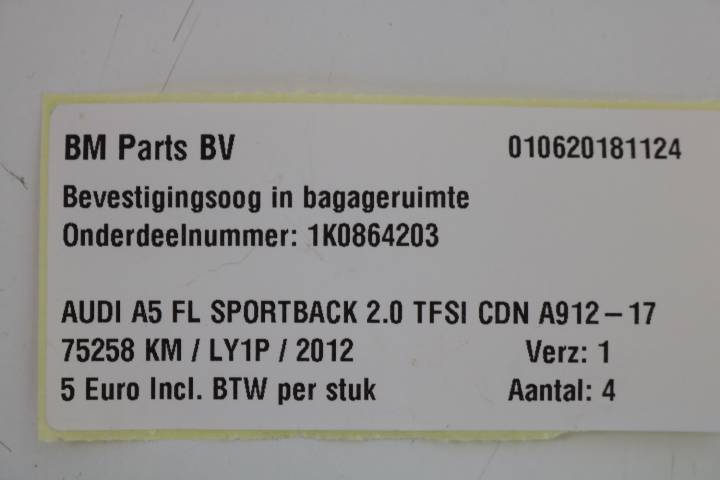 BM Parts BV 010620181124
Bevestigingsoog in bagageruimte
Onderdeelnummer: 1K0864203
AUDI A5 FL SPORTBACK 2.0 TFSI CDN A912-17
75258 KM / LY1P / 2012 Verz: 1
5 Euro Incl. BTW per stuk Aantal: 4